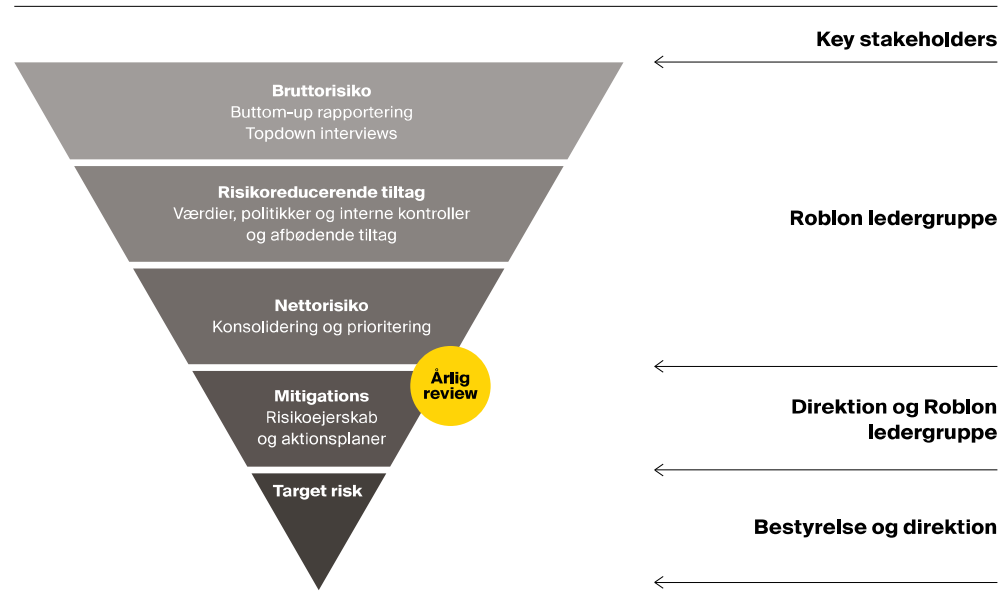 Key stakeholders
Bruttorisiko
Buttom-up rapportering
Topdown interviews
Risikoreducerende tiltag
Værdier, politikker og interne kontroller
og afbødende tiltag
Roblon ledergruppe
Nettorisiko
Konsolidering og prioritering
Årlig
review
Mitigations
Risikoejerskab
og aktionsplaner
Direktion og Roblon
ledergruppe
Target risk
Bestyrelse og direktion